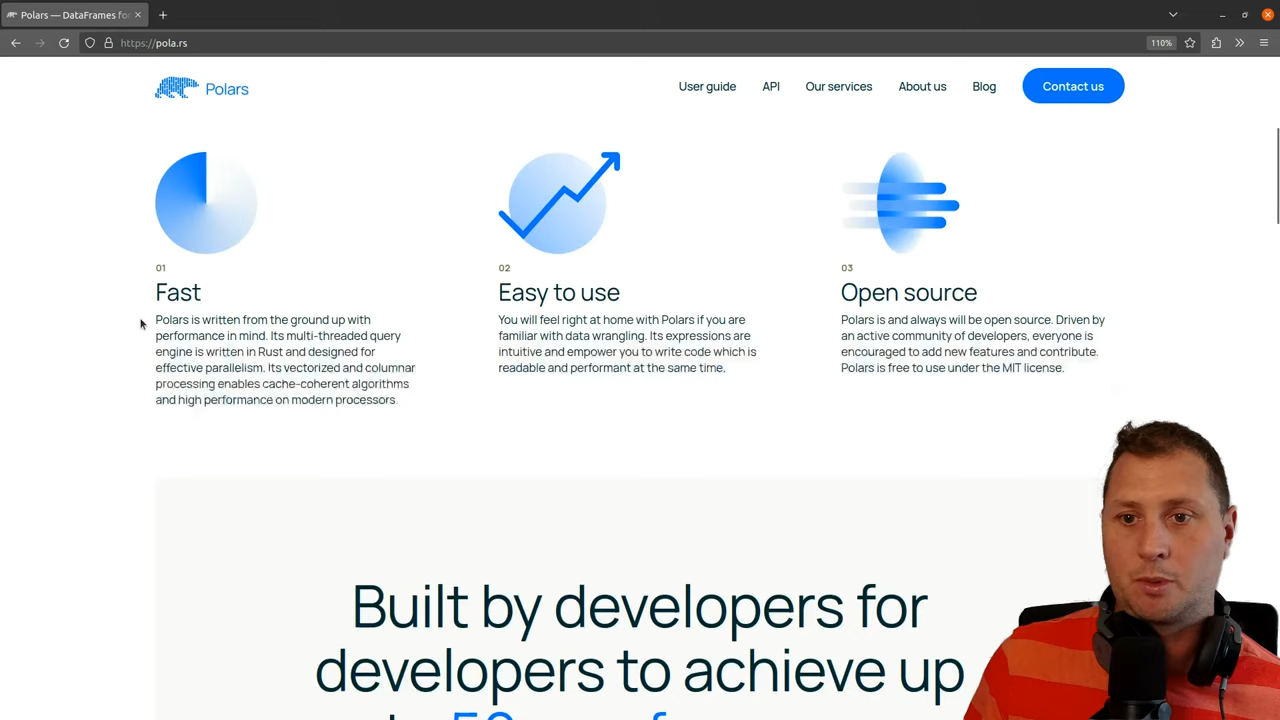 Polars — DataFrames for
https://pola.rs
110%
Polars
User guide
API
Our services
About us
Blog
Contact us
01
Fast
Polars is written from the ground up with
performance in mind. Its multi-threaded query
engine is written in Rust and designed for
effective parallelism. Its vectorized and columnar
processing enables cache-coherent algorithms
and high performance on modern processors.
02
Easy to use
You will feel right at home with Polars if you are
familiar with data wrangling. Its expressions are
intuitive and empower you to write code which is
readable and performant at the same time.
03
Open source
Polars is and always will be open source. Driven by
an active community of developers, everyone is
encouraged to add new features and contribute.
Polars is free to use under the MIT license.
Built by developers for
developers to achieve up